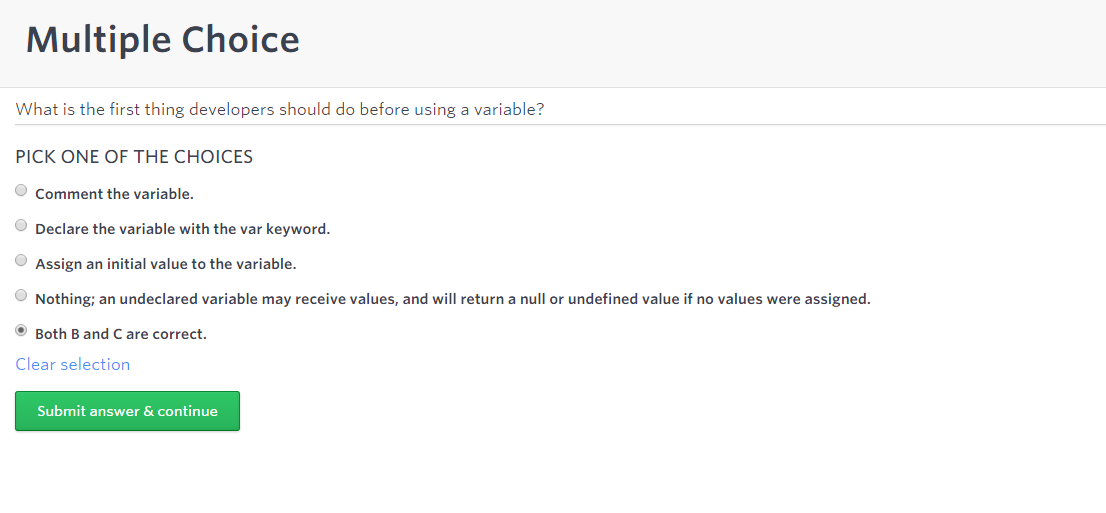 Multiple Choice
What is the first thing developers should do before using a variable?
PICK ONE OF THE CHOICES
Comment the variable.
Declare the variable with the var keyword.
Assign an initial value to the variable.
Nothing; an undeclared variable may receive values, and will return a null or undefined value if no values were assigned.
Both B and C are correct.
Clear selection
Submit answer & continue